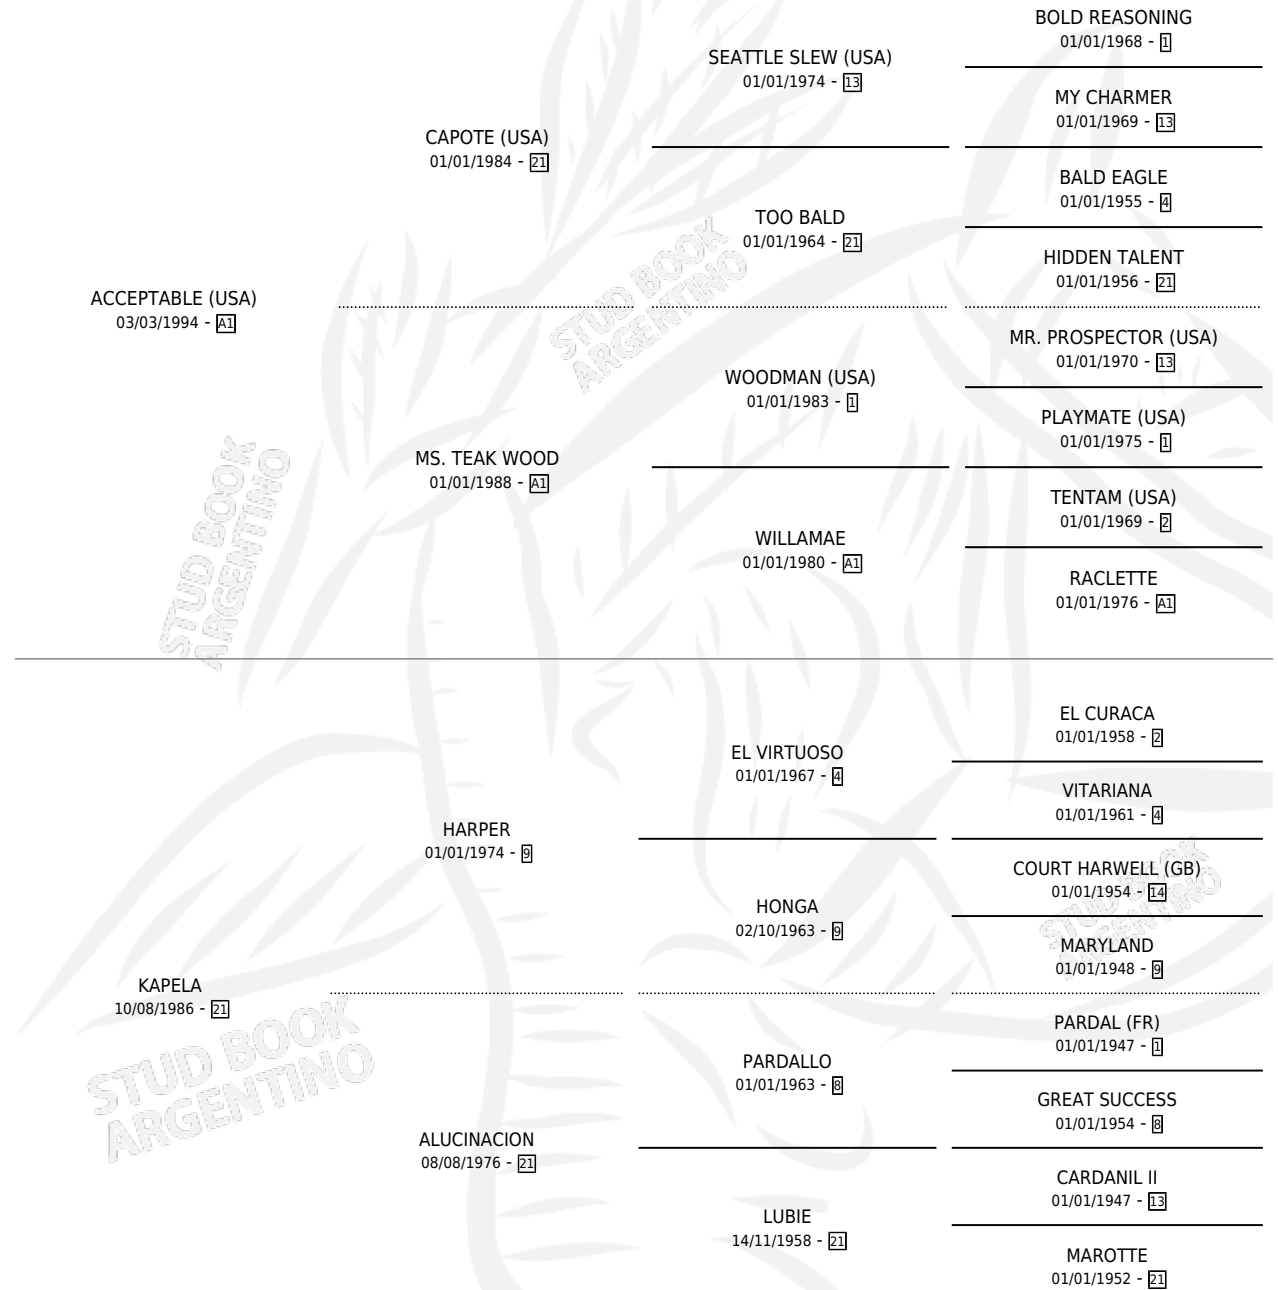 BOLD REASONING
01/01/1968 - 1
SEATTLE SLEW (USA)
01/01/1974 - 13
MY CHARMER
01/01/1969 - 13
CAPOTE (USA)
01/01/1984 - 21
BALD EAGLE
01/01/1955 - 4
TOO BALD
01/01/1964 - 21
HIDDEN TALENT
01/01/1956 - 21
ACCEPTABLE (USA)
03/03/1994 - A1
MR. PROSPECTOR (USA)
01/01/1970 - 13
WOODMAN (USA)
01/01/1983 - 1
PLAYMATE (USA)
01/01/1975 - 1
MS. TEAK WOOD
01/01/1988 - A1
TENTAM (USA)
01/01/1969 - 2
WILLAMAE
01/01/1980 - A1
RACLETTE
01/01/1976 - A1
EL CURACA
01/01/1958 - 2
EL VIRTUOSO
01/01/1967 - 4
VITARIANA
01/01/1961 - 4
HARPER
01/01/1974 - 9
COURT HARWELL (GB)
01/01/1954 - 14
HONGA
02/10/1963 - 9
MARYLAND
01/01/1948 - 9
KAPELA
10/08/1986 - 21
PARDAL (FR)
01/01/1947 - 1
PARDALLO
01/01/1963 - 8
GREAT SUCCESS
01/01/1954 - 8
ALUCINACION
08/08/1976 - 21
CARDANIL II
01/01/1947 - 13
LUBIE
14/11/1958 - 21
MAROTTE
01/01/1952 - 21
STUD BOOK
ARGENTINO
STUD BOOK
ARGENTINO
STUD BOOK
ARGENTINO
STUD BOOK
ARGENTINO